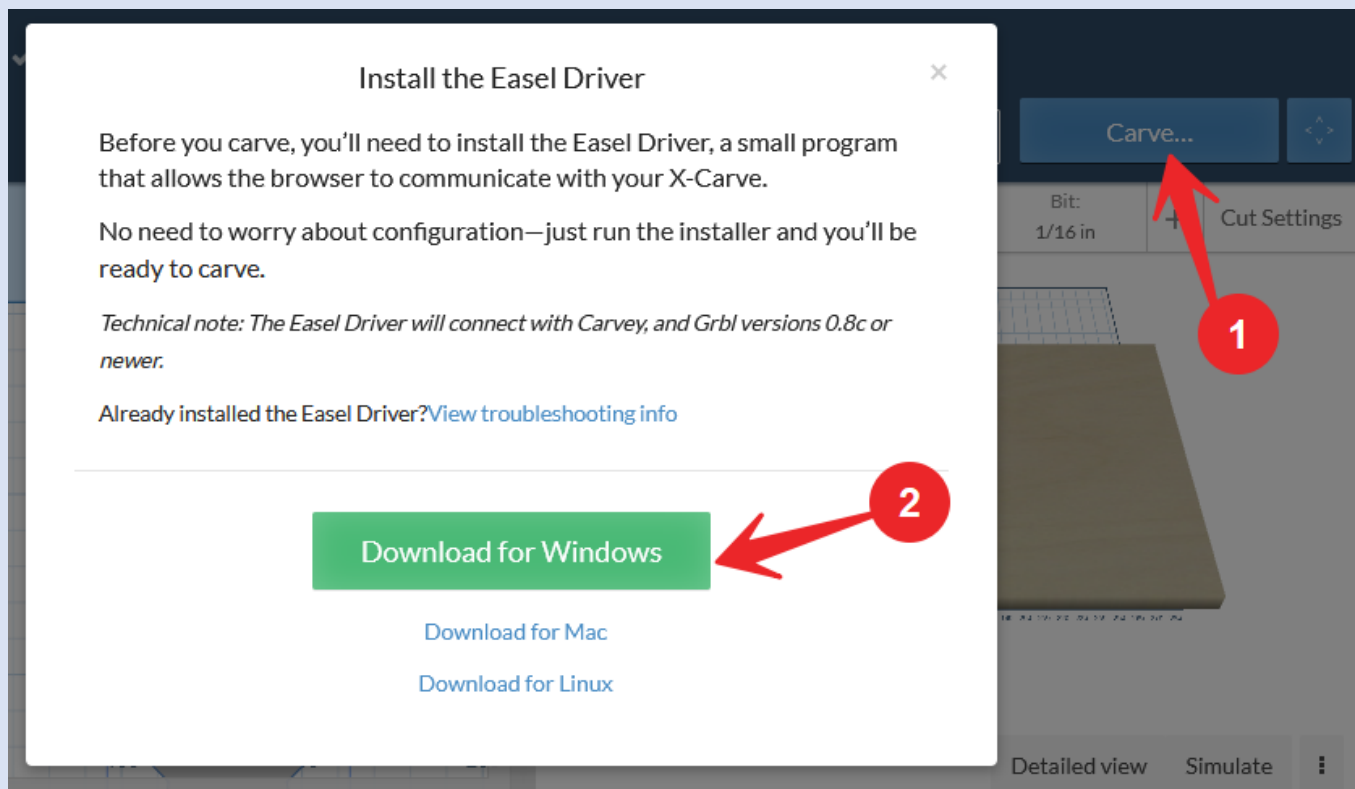 Install the Easel Driver
×
Before you carve, you’ll need to install the Easel Driver, a small program
that allows the browser to communicate with your X-Carve.
No need to worry about configuration—just run the installer and you’ll be
ready to carve.
Technical note: The Easel Driver will connect with Carvey, and Grbl versions 0.8c or
newer.
Already installed the Easel Driver?View troubleshooting info
2
Download for Windows
Download for Mac
Download for Linux
Carve...
Bit:
1/16 in
+
Cut Settings
1
Detailed view
Simulate